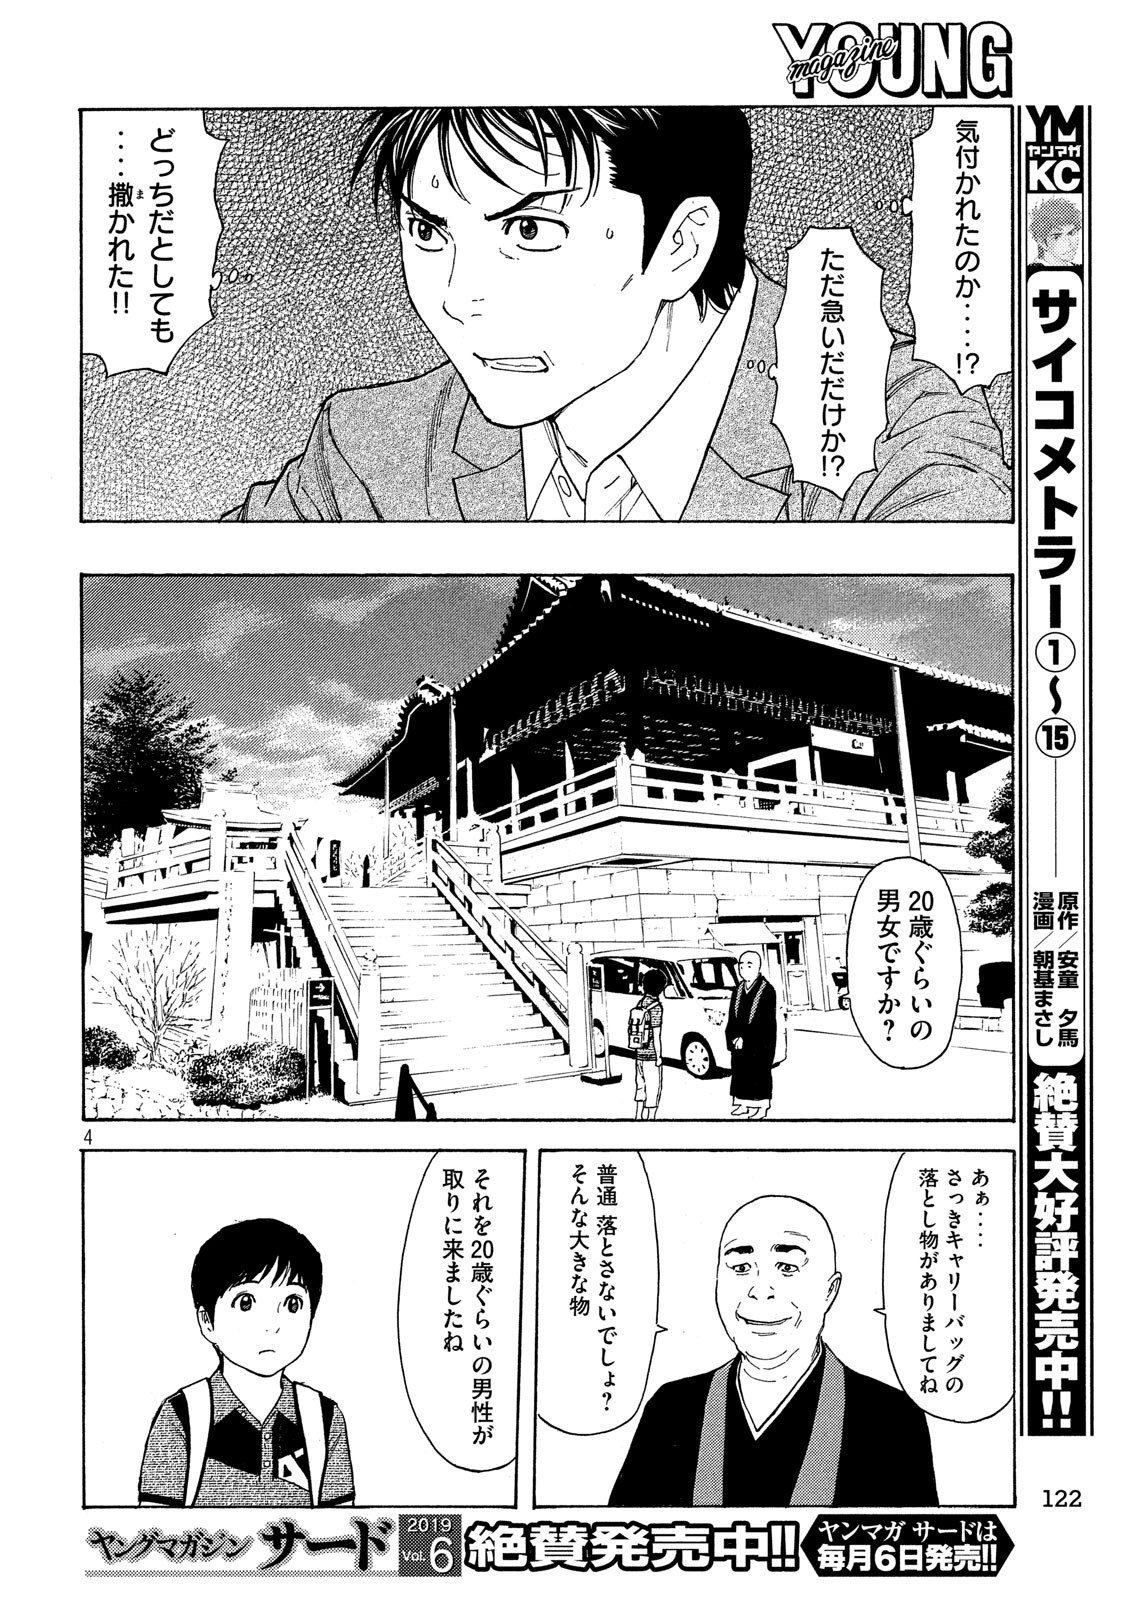 YOUNG
magazine
気付かれたのか‥‥!?
ただ急いだだけか!?
どっちだとしても
‥‥撒かれた!!
ま
20歳ぐらいの
男女ですか?
4
あぁ‥‥
さっきキャリーバッグの
落とし物がありましてね
普通 落とさないでしょ?
そんな大きな物
それを20歳ぐらいの男性が
取りに来ましたね
YM
ヤンマガ
KC
サイコメトラー①〜⑮
原作/安童 夕馬
漫画/朝基まさし
絶賛大好評発売中!!
122
ヤングマガジン サード
2019
Vol.6
絶賛発売中!!
ヤンマガ サードは
毎月6日発売!!